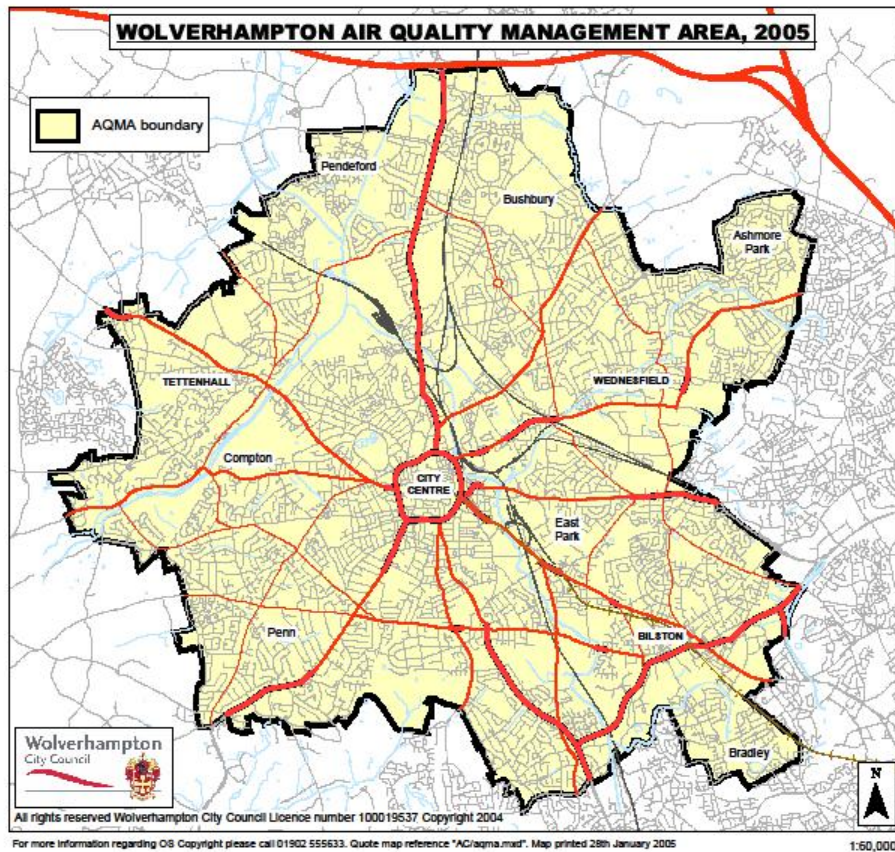 WOLVERHAMPTON AIR QUALITY MANAGEMENT AREA, 2005
AQMA boundary
Pendeford
Bushbury
Ashmore
Park
TETTENHALL
WEDNESFIELD
Compton
CITY
CENTRE
East
Park
Penn
BILSTON
Bradley
Wolverhampton
City Council
N
All rights reserved Wolverhampton City Council Licence number 100019537 Copyright 2004
For more information regarding OS Copyright please call 01902 555633. Quote map reference "AC/aqma.mxd". Map printed 28th January 2005
1:60,000